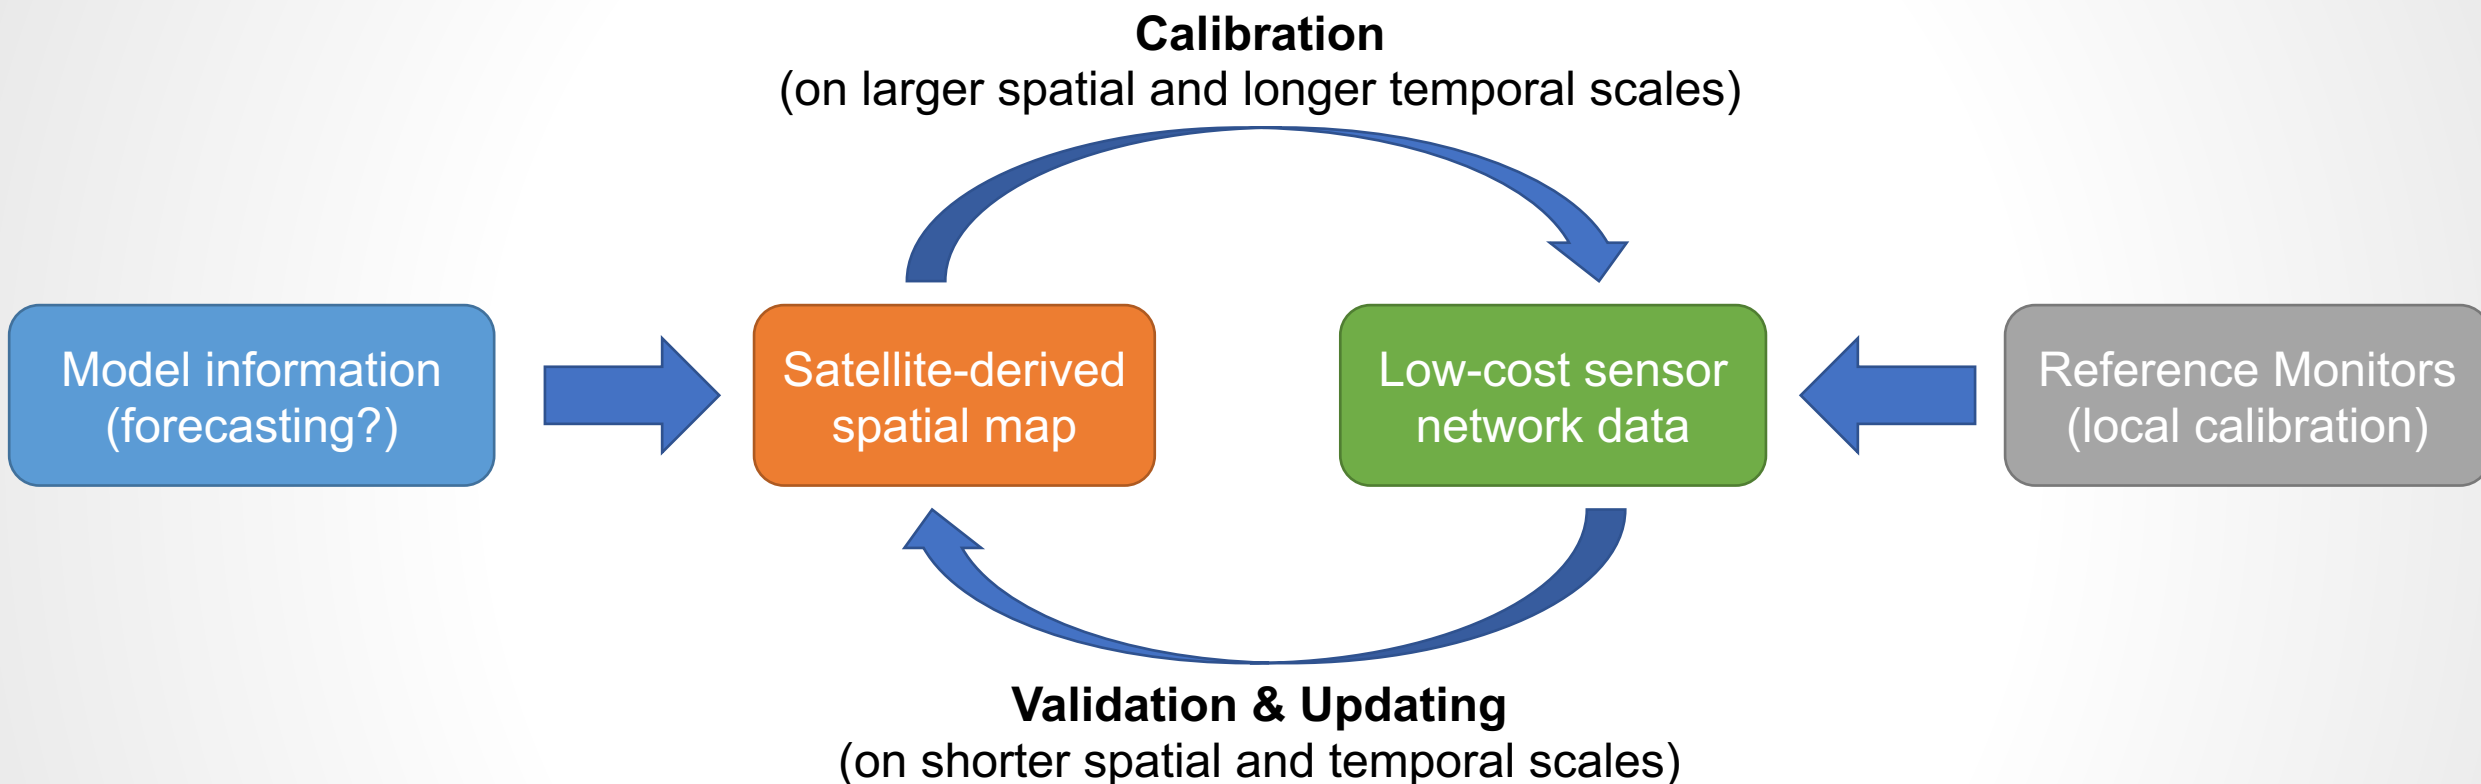 Calibration
(on larger spatial and longer temporal scales)
Model information
(forecasting?)
Satellite-derived
spatial map
Low-cost sensor
network data
Reference Monitors
(local calibration)
Validation & Updating
(on shorter spatial and temporal scales)